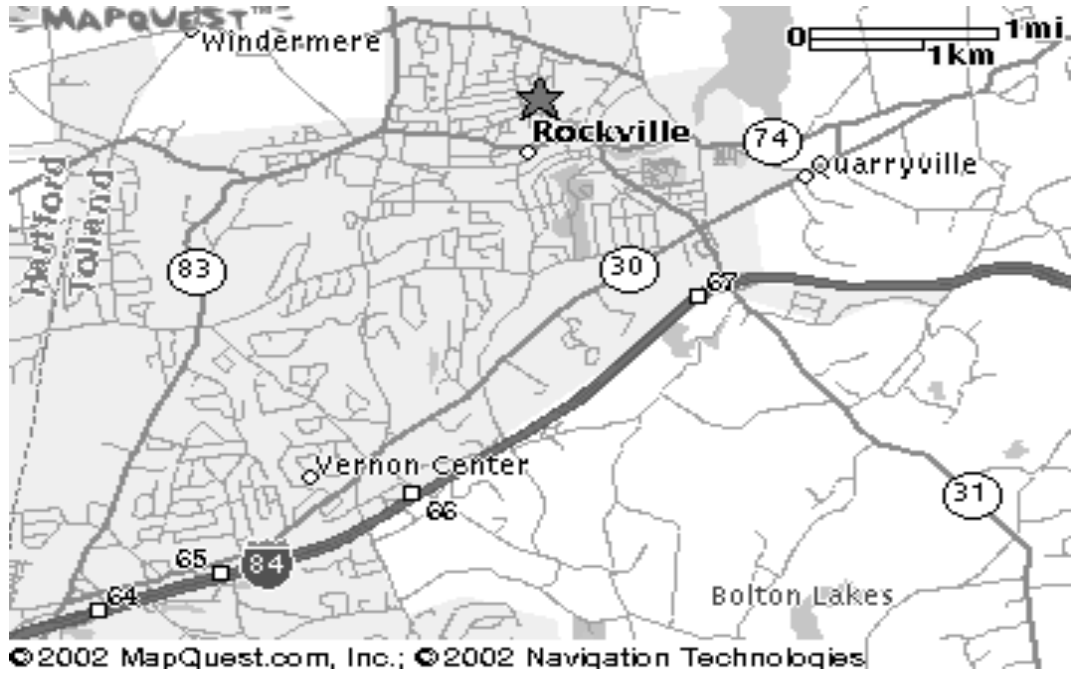 MAPQUEST™
Windermere
0 1mi
1km
Rockville
74
Quarryville
Hartford
Tolland
83
30
67
Vernon Center
66
31
65
84
64
Bolton Lakes
©2002 MapQuest.com, Inc.; ©2002 Navigation Technologies